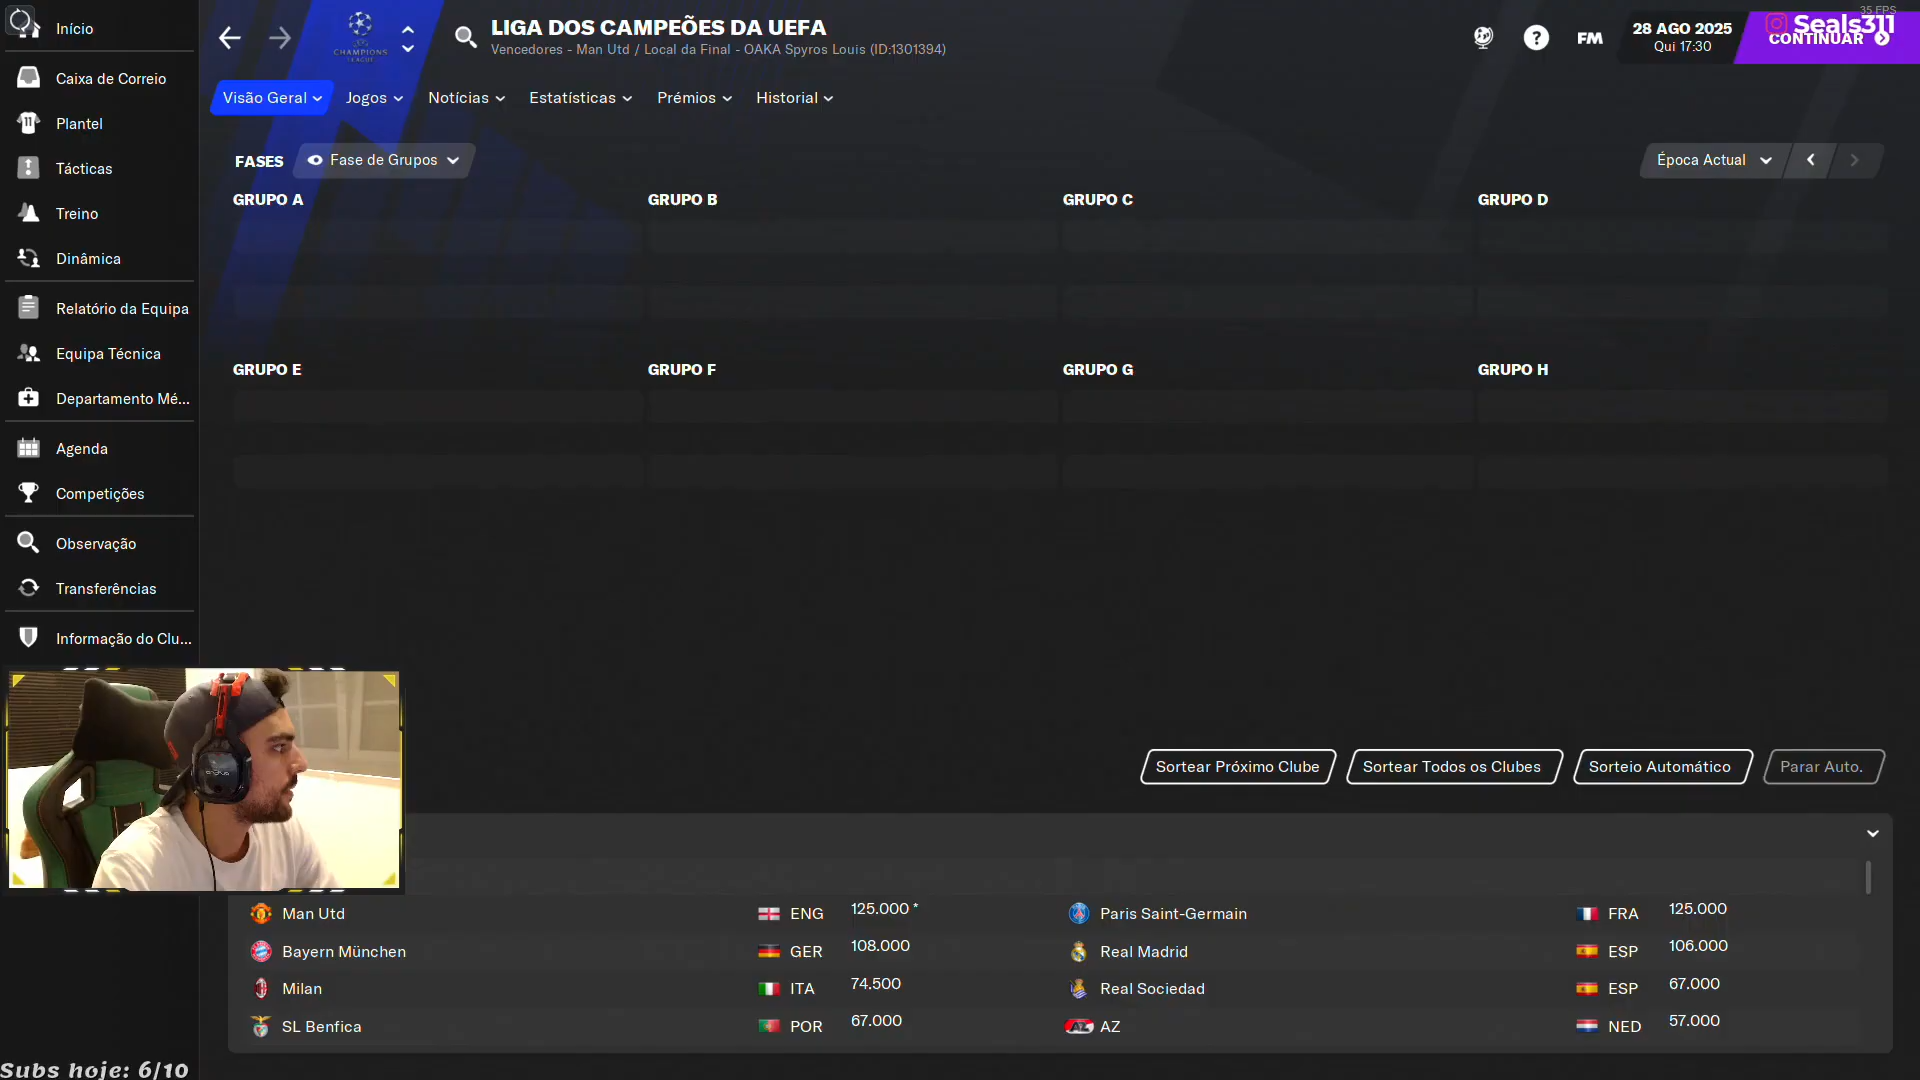 35 FPS
Início
LIGA DOS CAMPEÕES DA UEFA
Vencedores - Man Utd / Local da Final - OAKA Spyros Louis (ID:1301394)
CHAMPIONS
LEAGUE
?
FM
28 AGO 2025
Qui 17:30
Seals311
CONTINUAR
Caixa de Correio
Plantel
Tácticas
Treino
Dinâmica
Relatório da Equipa
Equipa Técnica
Departamento Mé...
Agenda
Competições
Observação
Transferências
Informação do Clu...
Visão Geral
Jogos
Notícias
Estatísticas
Prémios
Historial
FASES
Fase de Grupos
Época Actual
GRUPO A
GRUPO B
GRUPO C
GRUPO D
GRUPO E
GRUPO F
GRUPO G
GRUPO H
Sortear Próximo Clube
Sortear Todos os Clubes
Sorteio Automático
Parar Auto.
Man Utd ENG 125.000 * Paris Saint-Germain FRA 125.000
Bayern München GER 108.000 Real Madrid ESP 106.000
Milan ITA 74.500 Real Sociedad ESP 67.000
SL Benfica POR 67.000 AZ NED 57.000
Subs hoje: 6/10